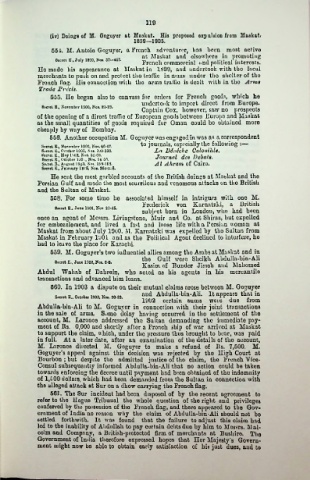 119
(iv) Doings of M. Goguyer at Maskat. His proposed expulsion from Maskat.
1899—1903.
554. M. Antoin Goguyer, a French adventurer, has been most active
at Maskat and elsewhere in promoting
French commercial and political interests.
He made his appearance at Maskat in 1899, and undertook with the local
merchants to push on and protect the traffic in arms under the shelter of the
French flag. His connection with the arms traffic is dealt with in the Arms
Trade Précis.
555. He began also to canvass for orders for French goods, which he
undertook to import direct from Europe.
Captain Cox, however, saw no prospects
of the opening of a direct traffic of European goods between Europe and Maskat
as the small quantities of goods required for Oman could be obtained more
cheaply by way of Bombay.
556. Another occupation M. Goguyer was engaged in was as a correspondent
to journals, especially the following :—
La Dépêche Coloniale.
Journal des Debats.
Al Ahram of Cairo.
He sent the most garbled accounts of the British doings at Maskat and the
Persian Gulf and made the most scurrilous and venomous attacks on the British
and the Sultan of Maskat.
558. For some time he associated himself in intrigues with one M.
Frederick von Karnatski, a British
subject born in London, who had been
once an agent of Messrs. Livingstone, Muir and Co. at Shiraz, but expelled
for embezzlement, and lived a fast and loose life with a Persian woman at
Maskat from about July 1900. M. Karnatski was expelled by the Sultan from
Maskat in February 1901 and as the Political Agent declined to interfere, he
had to leave the place for Karachi.
559. M. Goguyer's two influential allies among the Arabs at Maskat and in
the Gulf were Sheikh Abdulla-bin-Ali
Kazim of Bunder Jissah and Mahomed
Abdul Wahab of Bahrein, who acted as his agents in his mercantile
transactions and advanced him loans.
560. In 1903 a dispute on their mutual claims arose between M. Goguyer
and Abdulla-bin-Ali. It appears that in
1902 certain sums were due from
Abdulla-bin-Ali to M. Goguyer in connection with their joint transactions
in the sale of arms. Some delay having occurred in the settlement of the
account, M. Laronce addressed the Sultan demanding the immediate pay-
ment of Rs. 9,000 and shortly after a French ship of war arrived at Maskat
to support the claim, which, under the pressure thus brought to bear, was paid
in full. At a later date, after an examination of the details of the account,
M. Laronce directed M. Goguyer to make a refund of Rs. 7,500. M.
Goguyer's appeal against this decision was rejected by the High Court at
Bourbon; but despite the admitted justice of the claim, the French Vice-
Consul subsequently informed Abdulla-bin-Ali that no action could be taken
towards enforcing the decree until payment had been obtained of the indemnity
of 1,400 dollars, which had been demanded from the Sultan in connection with
the alleged attack at Sur on a dhow carrying the French flag.
561. The Sur incident had been disposed of by the recent agreement to
refer to the Hague Tribunal the whole question of the right and privileges
conferred by the possession of the French flag, and there appeared to the Gov-
ernment of India no reason why the claim of Abdulla-bin-Ali should not be
settled forthwith. It was found that the failure to adjust this claim had
led to the inability of Abdullah to pay certain debts due by him to Messrs. Mal-
colm and Company, a British-protected firm of merchants at Bushire. The
Government of India therefore expressed hopes that Her Majesty's Govern-
ment might now be able to obtain early satisfaction of his just dues, and to